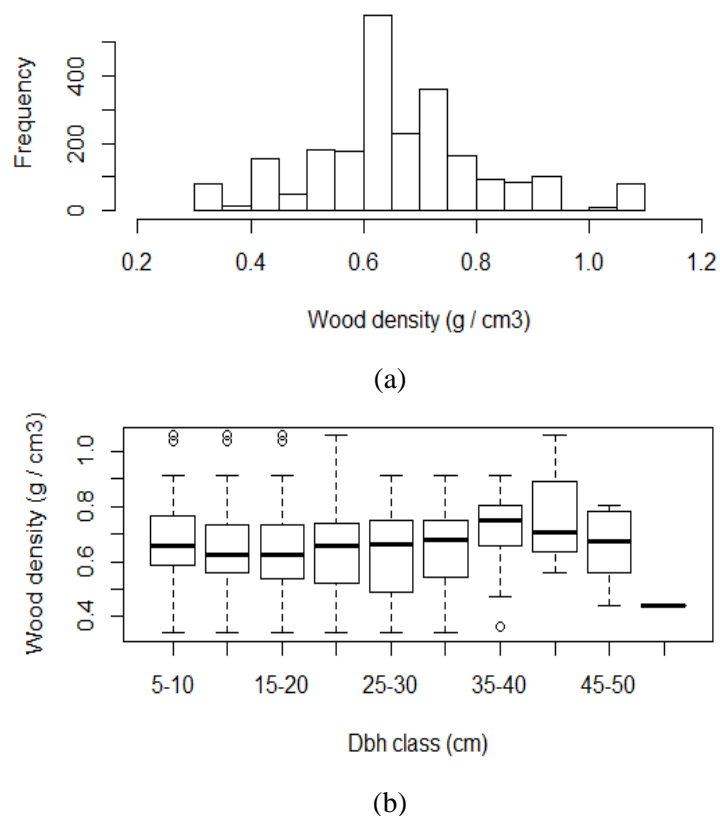 Frequency
400
200
0
0.2 0.4 0.6 0.8 1.0 1.2
Wood density (g / cm3)
(a)
Wood density (g / cm3)
1.0
0.8
0.6
0.4
5-10 15-20 25-30 35-40 45-50
Dbh class (cm)
(b)